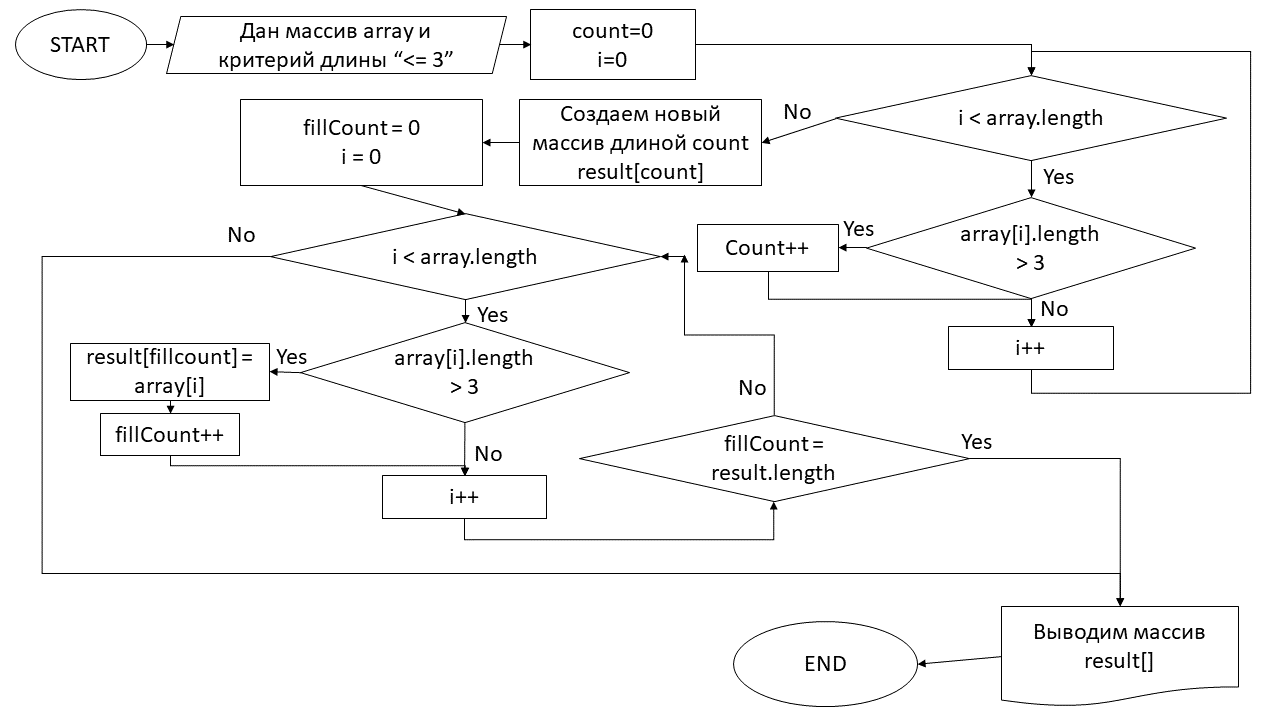 START
Дан массив array и
критерий длины “<= 3”
count=0
i=0
i < array.length
No
Yes
Создаем новый
массив длиной count
result[count]
fillCount = 0
i = 0
array[i].length
> 3
Yes
No
Count++
i++
i < array.length
No
Yes
array[i].length
> 3
Yes
No
result[fillcount] =
array[i]
fillCount++
i++
fillCount =
result.length
No
Yes
Выводим массив
result[]
END